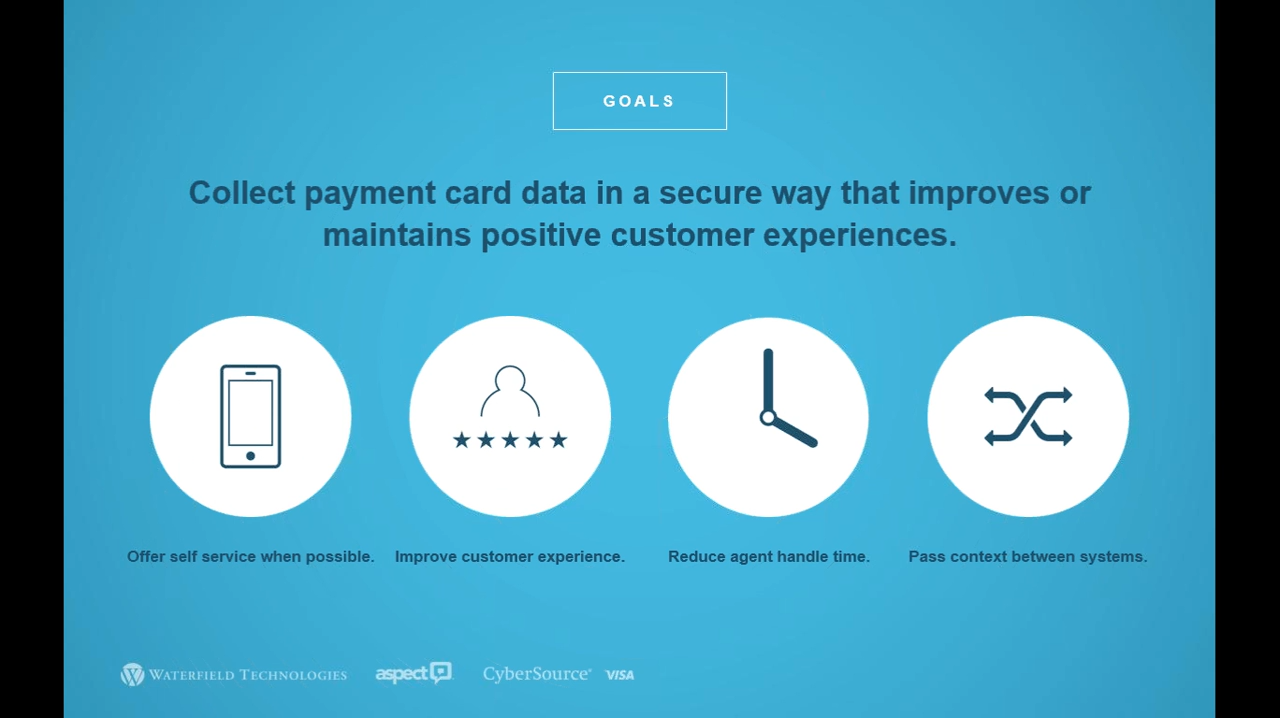 GOALS
Collect payment card data in a secure way that improves or
maintains positive customer experiences.
Offer self service when possible.
Improve customer experience.
Reduce agent handle time.
Pass context between systems.
W WATERFIELD TECHNOLOGIES
aspect
CyberSource®
VISA